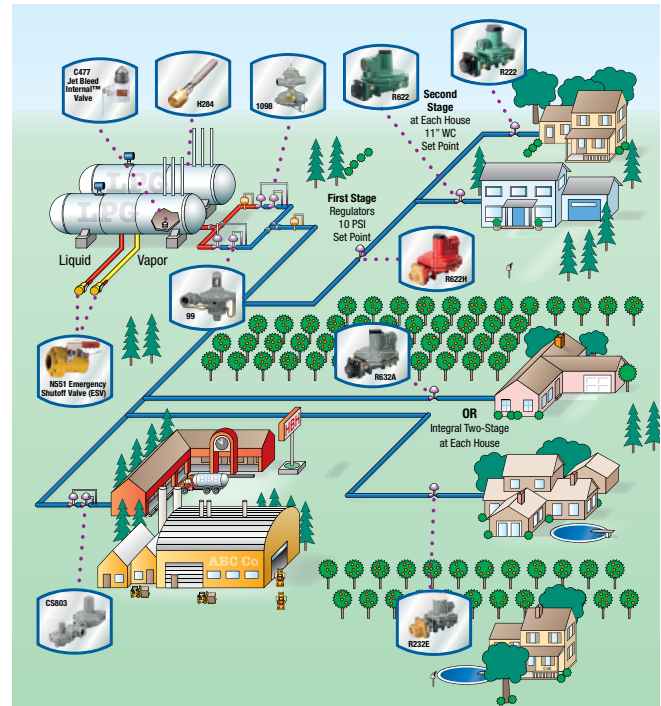 C477
Jet Bleed
Internal™
Valve
H284
1098
R622
R222
Second
Stage
at Each House
11” WC
Set Point
LPG
LPG
First Stage
Regulators
10 PSI
Set Point
Liquid
Vapor
R622H
99
N551 Emergency
Shutoff Valve (ESV)
R632A
OR
Integral Two-Stage
at Each House
HBH
HBH
ABC Co
CS803
R232E